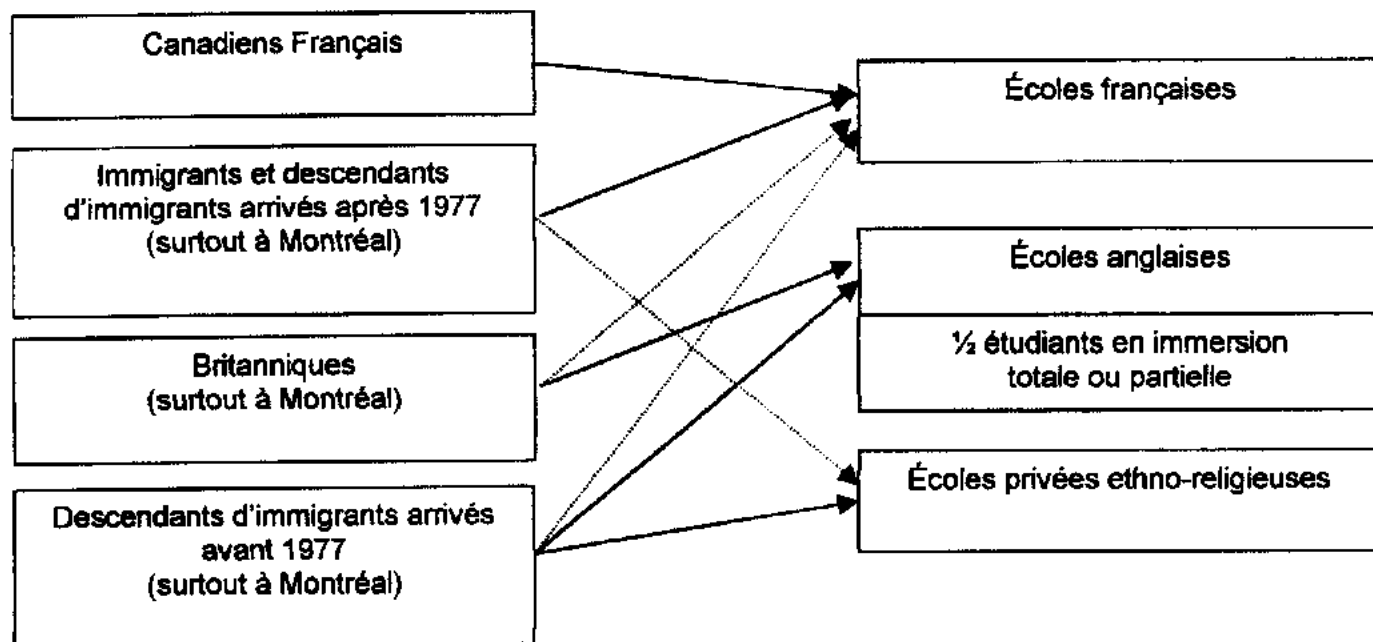 Canadiens Français
Immigrants et descendants
d'immigrants arrivés après 1977
(surtout à Montréal)
Britanniques
(surtout à Montréal)
Descendants d'immigrants arrivés
avant 1977
(surtout à Montréal)
Écoles françaises
Écoles anglaises
½ étudiants en immersion
totale ou partielle
Écoles privées ethno-religieuses